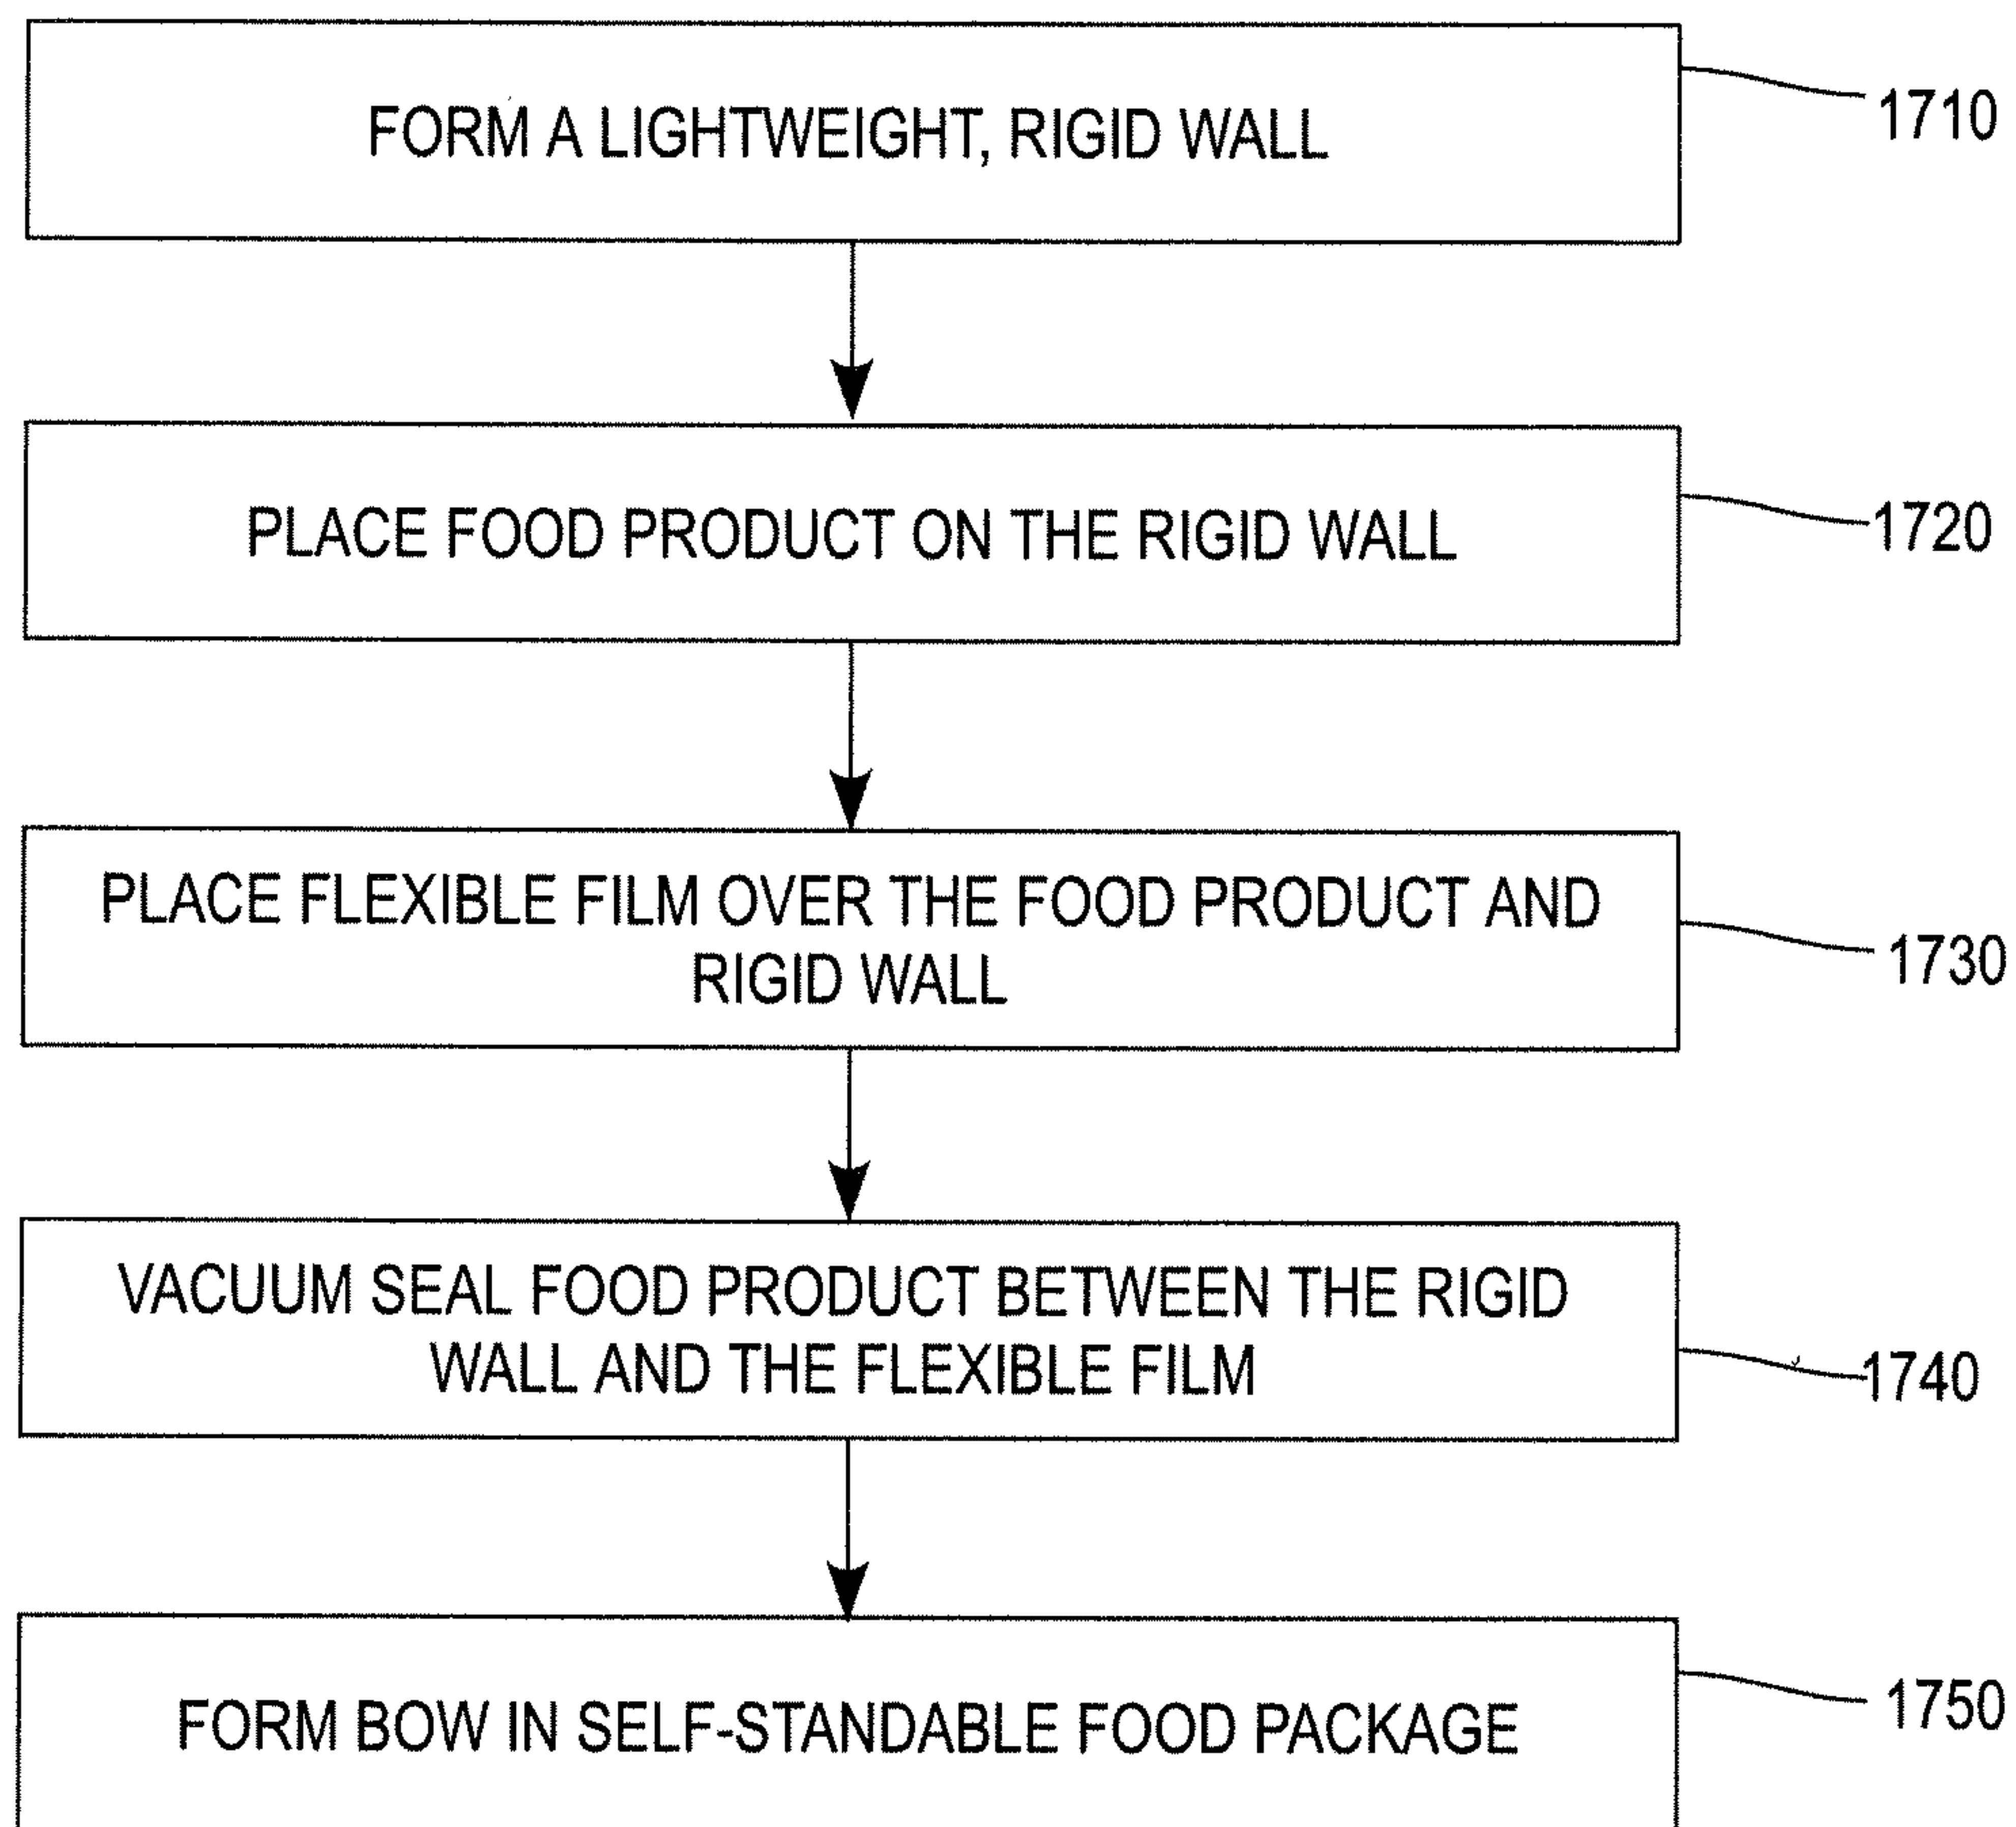 FORM A LIGHTWEIGHT, RIGID WALL
1710
PLACE FOOD PRODUCT ON THE RIGID WALL
1720
PLACE FLEXIBLE FILM OVER THE FOOD PRODUCT AND
RIGID WALL
1730
VACUUM SEAL FOOD PRODUCT BETWEEN THE RIGID
WALL AND THE FLEXIBLE FILM
1740
FORM BOW IN SELF-STANDABLE FOOD PACKAGE
1750